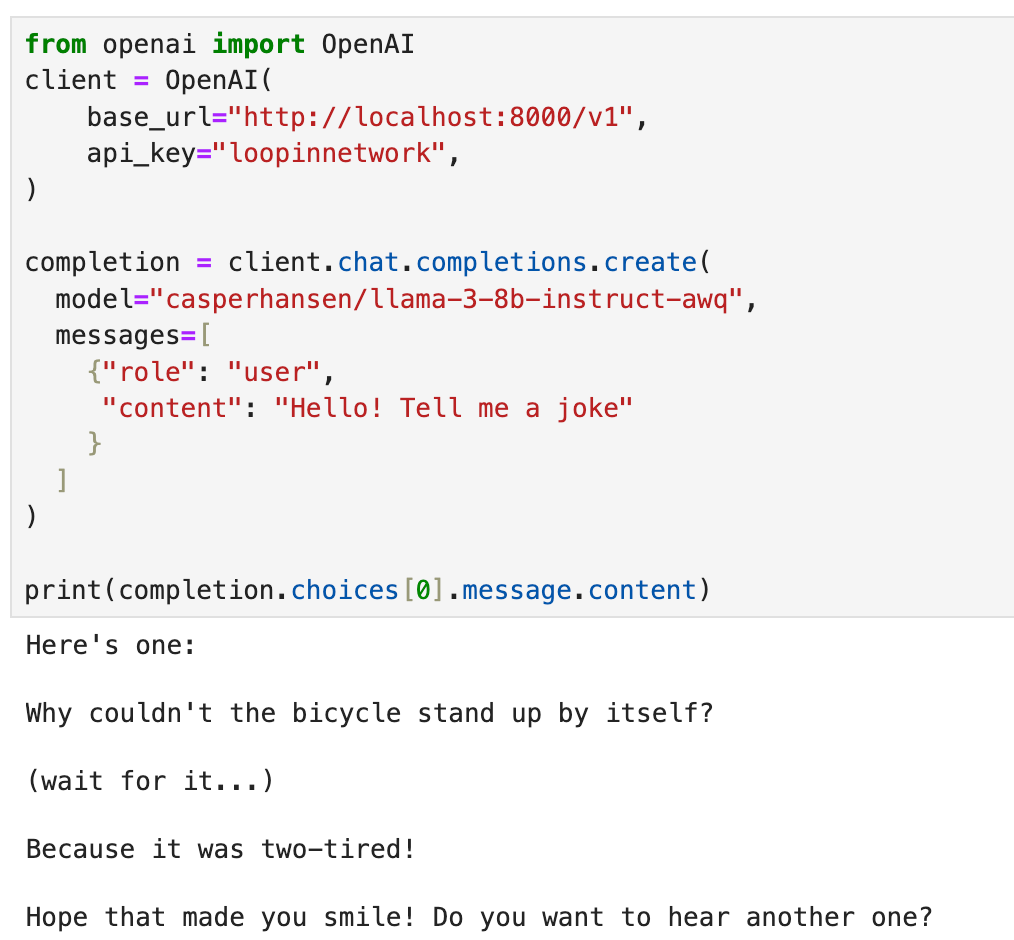 from openai import OpenAI
client = OpenAI(
    base_url="http://localhost:8000/v1",
    api_key="loopinnetwork",
)

completion = client.chat.completions.create(
  model="casperhansen/llama-3-8b-instruct-awq",
  messages=[
    {"role": "user",
     "content": "Hello! Tell me a joke"
    }
  ]
)

print(completion.choices[0].message.content)
Here's one:

Why couldn't the bicycle stand up by itself?

(wait for it...)

Because it was two-tired!

Hope that made you smile! Do you want to hear another one?